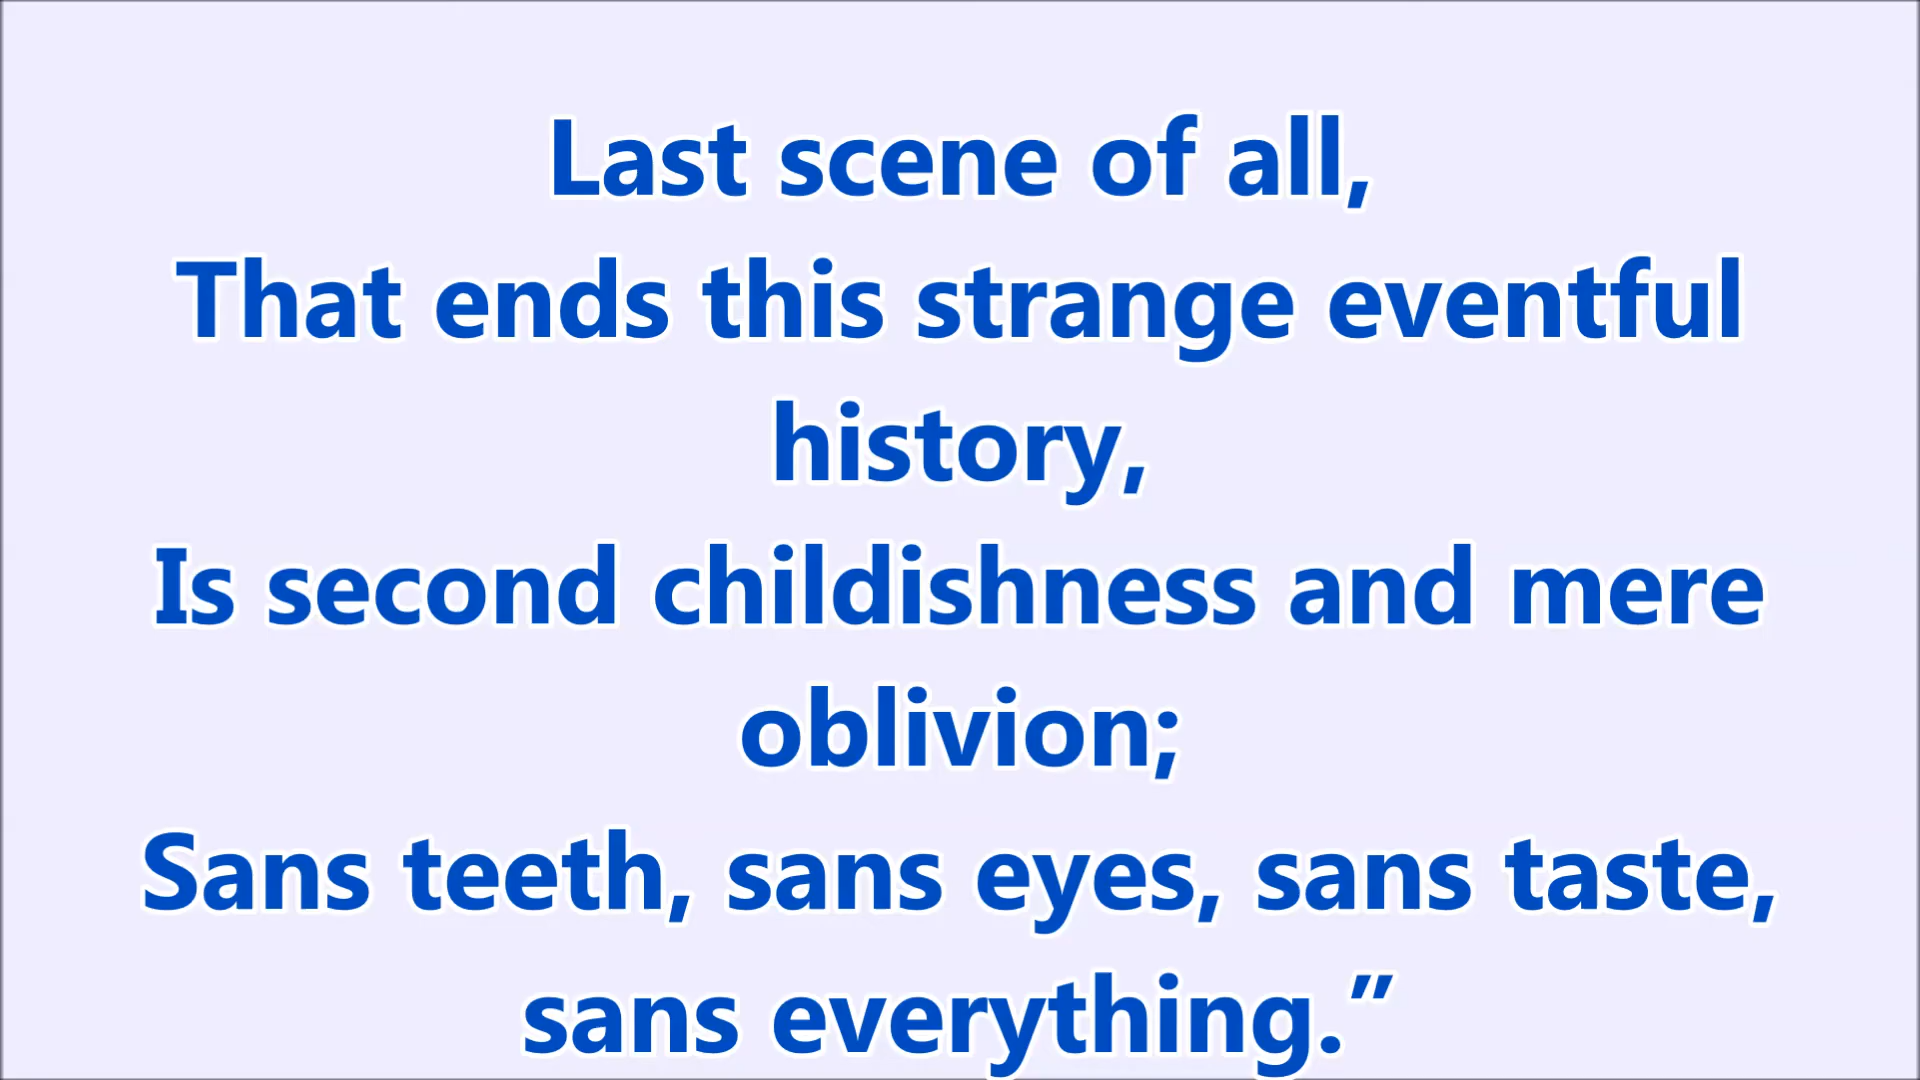 Last scene of all,
That ends this strange eventful
history,
Is second childishness and mere
oblivion;
Sans teeth, sans eyes, sans taste,
sans everything.”